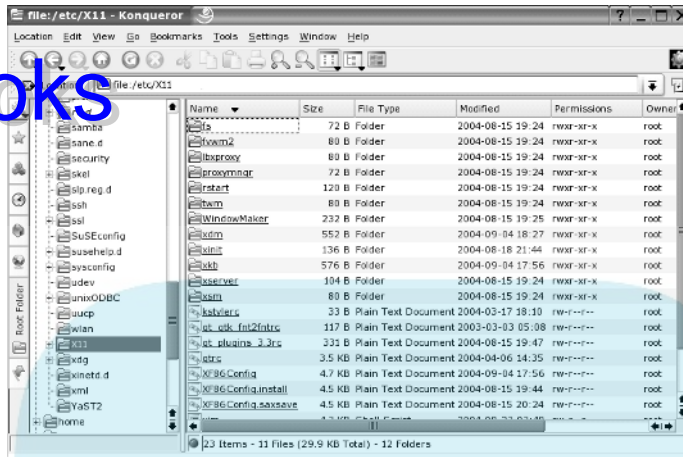 file:/etc/X11 - Konqueror
Location Edit View Go Bookmarks Tools Settings Window Help
oks
file:/etc/X11
samba
sane.d
security
skel
slp.reg.d
ssh
ssl
SuSEconfig
susehelp.d
sysconfig
udev
unixODBC
uucp
wlan
X11
xdg
xinetd.d
xml
YaST2
home
Root Folder
Name Size File Type Modified Permissions Owner
fs 72 B Folder 2004-08-15 19:24 rwxr-xr-x root
fvwm2 80 B Folder 2004-08-15 19:24 rwxr-xr-x root
lbxproxy 80 B Folder 2004-08-15 19:24 rwxr-xr-x root
proxymngr 72 B Folder 2004-08-15 19:24 rwxr-xr-x root
rstart 120 B Folder 2004-08-15 19:24 rwxr-xr-x root
twm 80 B Folder 2004-08-15 19:24 rwxr-xr-x root
WindowMaker 232 B Folder 2004-08-15 19:25 rwxr-xr-x root
xdm 552 B Folder 2004-09-04 18:27 rwxr-xr-x root
xinit 136 B Folder 2004-08-18 21:44 rwxr-xr-x root
xkb 576 B Folder 2004-09-04 17:56 rwxr-xr-x root
xserver 104 B Folder 2004-08-15 19:24 rwxr-xr-x root
xsm 80 B Folder 2004-08-15 19:24 rwxr-xr-x root
kstylerc 33 B Plain Text Document 2004-03-17 18:10 rw-r--r-- root
qt_gtk_fnt2fntrc 117 B Plain Text Document 2003-03-03 05:08 rw-r--r-- root
qt_plugins_3.3rc 331 B Plain Text Document 2004-08-15 19:47 rw-r--r-- root
qtrc 3.5 KB Plain Text Document 2004-04-06 14:35 rw-r--r-- root
XF86Config 4.7 KB Plain Text Document 2004-09-04 17:56 rw-r--r-- root
XF86Config.install 4.5 KB Plain Text Document 2004-08-15 19:44 rw-r--r-- root
XF86Config.saxsave 4.5 KB Plain Text Document 2004-08-15 20:24 rw-r--r-- root
23 Items - 11 Files (29.9 KB Total) - 12 Folders